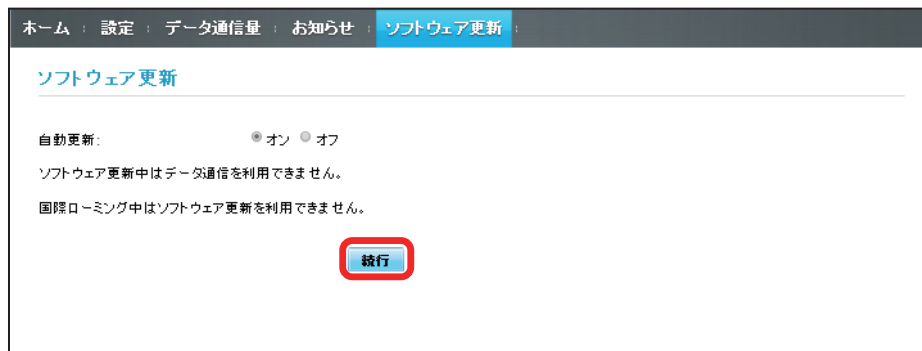 ホーム 設定 データ通信量 お知らせ ソフトウェア更新
ソフトウェア更新
自動更新: オン オフ
ソフトウェア更新中はデータ通信を利用できません。
国際ローミング中はソフトウェア更新を利用できません。
続行